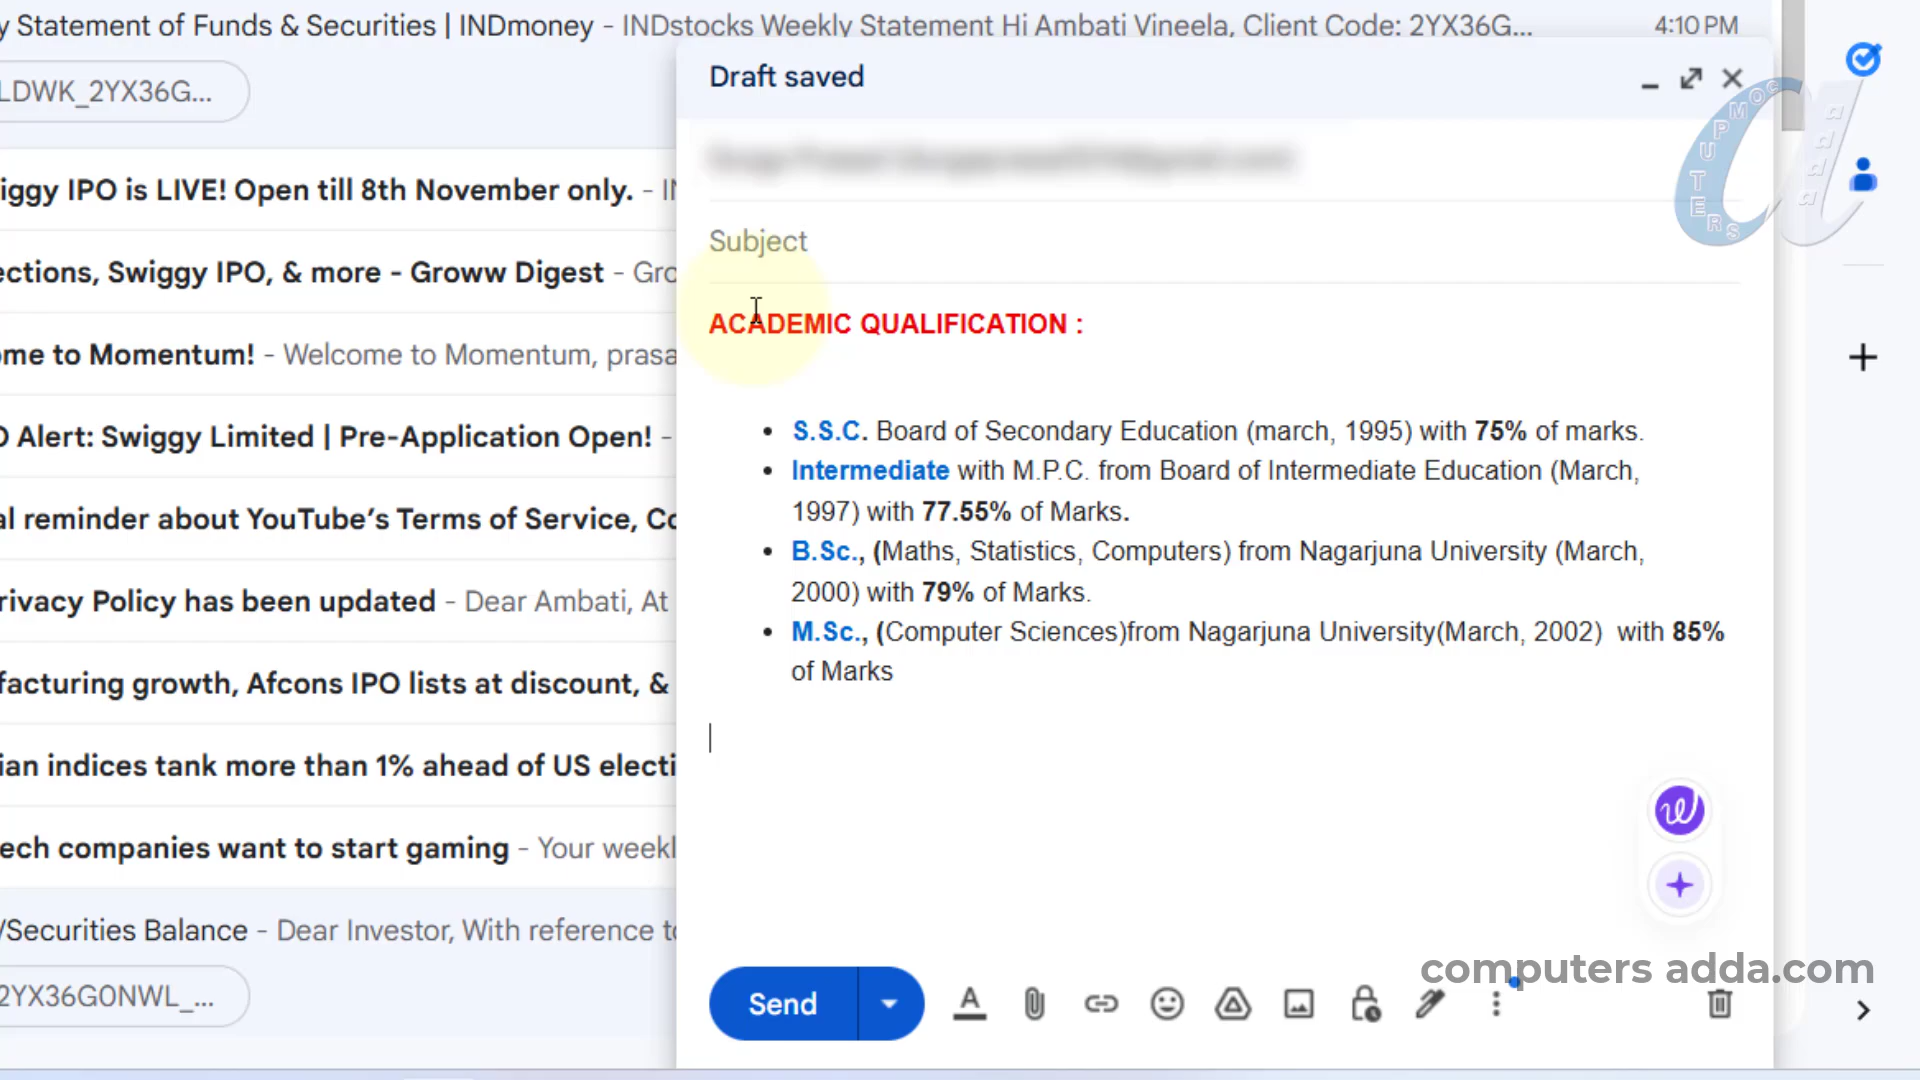 y Statement of Funds & Securities | INDmoney - INDstocks Weekly Statement Hi Ambati Vineela, Client Code: 2YX36G... 4:10 PM
LDWK_2YX36G...
iggy IPO is LIVE! Open till 8th November only. - IN
ections, Swiggy IPO, & more - Groww Digest - Gro
ome to Momentum! - Welcome to Momentum, prasa
O Alert: Swiggy Limited | Pre-Application Open! -
al reminder about YouTube’s Terms of Service, Co
rivacy Policy has been updated - Dear Ambati, At
facturing growth, Afcons IPO lists at discount, &
ian indices tank more than 1% ahead of US electi
tech companies want to start gaming - Your weekl
/Securities Balance - Dear Investor, With reference to
2YX36G0NWL_...
Draft saved
Subject
ACADEMIC QUALIFICATION :
• S.S.C. Board of Secondary Education (march, 1995) with 75% of marks.
• Intermediate with M.P.C. from Board of Intermediate Education (March,
1997) with 77.55% of Marks.
• B.Sc., (Maths, Statistics, Computers) from Nagarjuna University (March,
2000) with 79% of Marks.
• M.Sc., (Computer Sciences)from Nagarjuna University(March, 2002)  with 85%
of Marks
Send
COMPUTERS
adda
computers adda.com